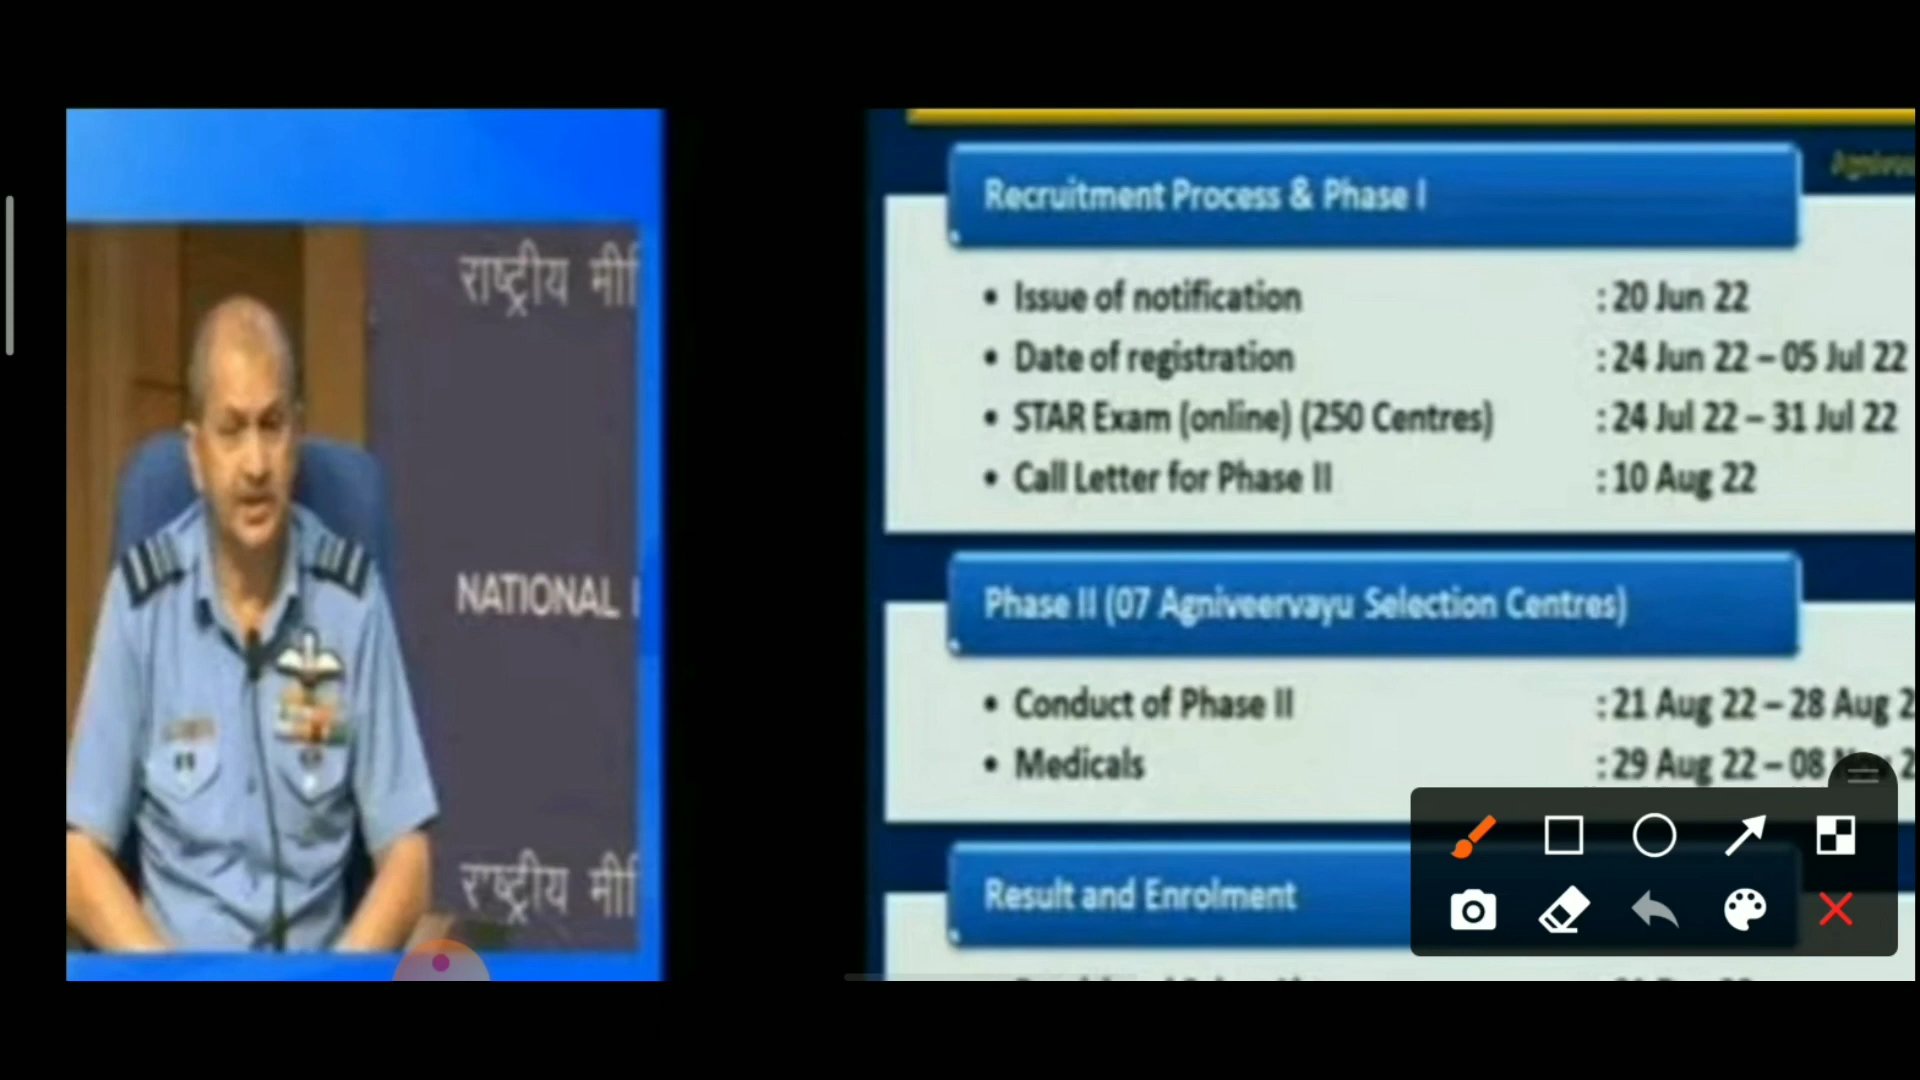 राष्ट्रीय मी
NATIONAL
राष्ट्रीय मी
Recruitment Process & Phase I
• Issue of notification : 20 Jun 22
• Date of registration : 24 Jun 22 – 05 Jul 22
• STAR Exam (online) (250 Centres) : 24 Jul 22 – 31 Jul 22
• Call Letter for Phase II : 10 Aug 22
Phase II (07 Agniveervayu Selection Centres)
• Conduct of Phase II : 21 Aug 22 – 28 Aug 2
• Medicals : 29 Aug 22 – 08
Result and Enrolment